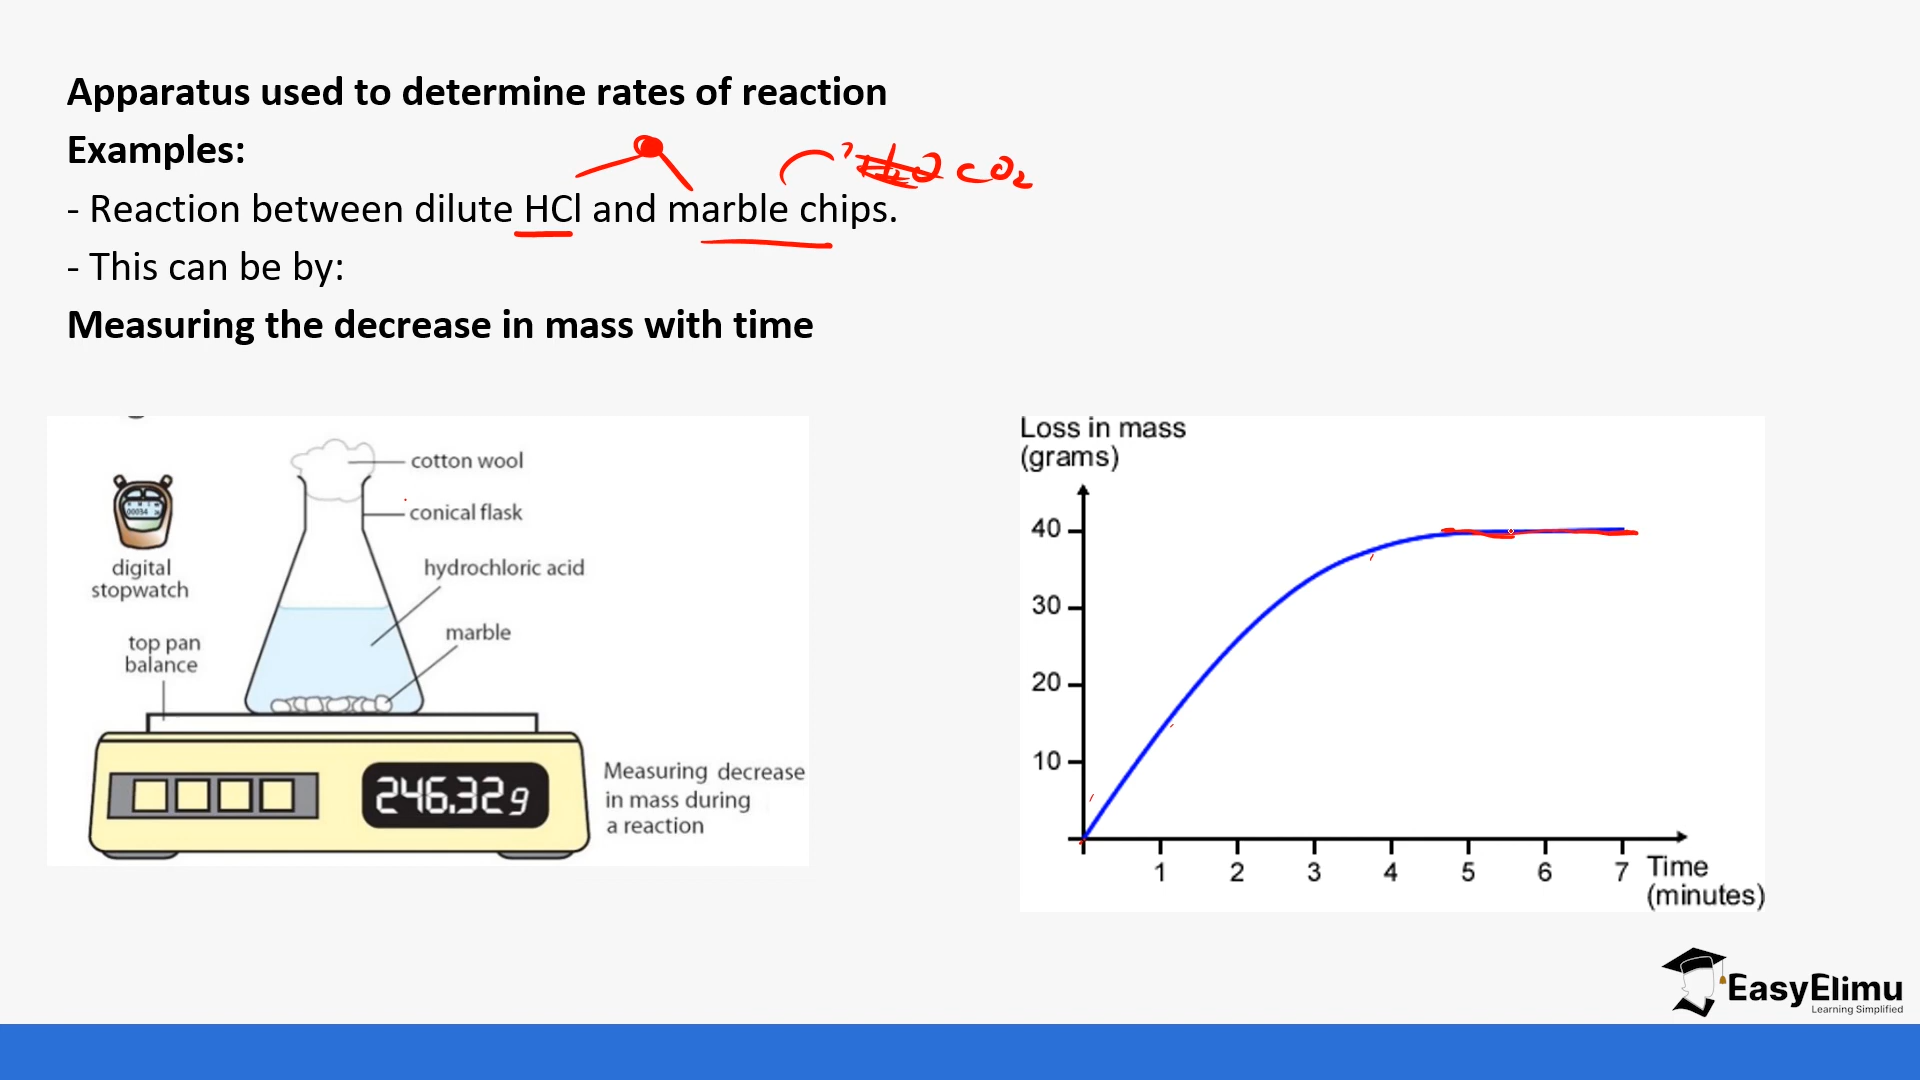 Apparatus used to determine rates of reaction
Examples:
CO2
- Reaction between dilute HCl and marble chips.
- This can be by:
Measuring the decrease in mass with time
cotton wool
conical flask
00034
digital
stopwatch
hydrochloric acid
marble
top pan
balance
246.32g
Measuring decrease
in mass during
a reaction
Loss in mass
(grams)
40
30
20
10
1 2 3 4 5 6 7 Time
(minutes)
EasyElimu
Learning Simplified